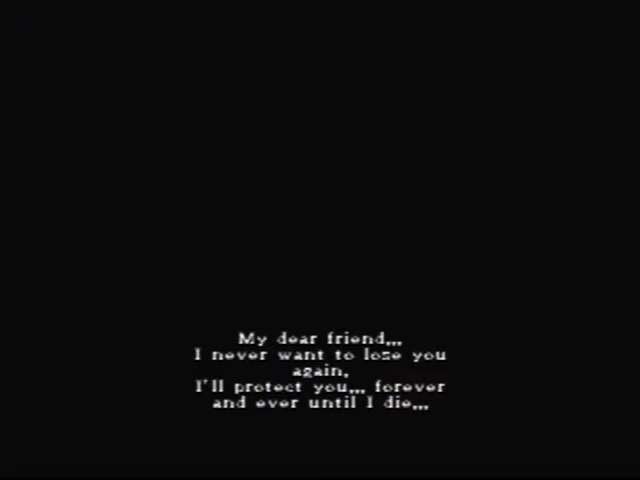 My dear friend...
I never want to lose you
again.
I'll protect you... forever
and ever until I die...